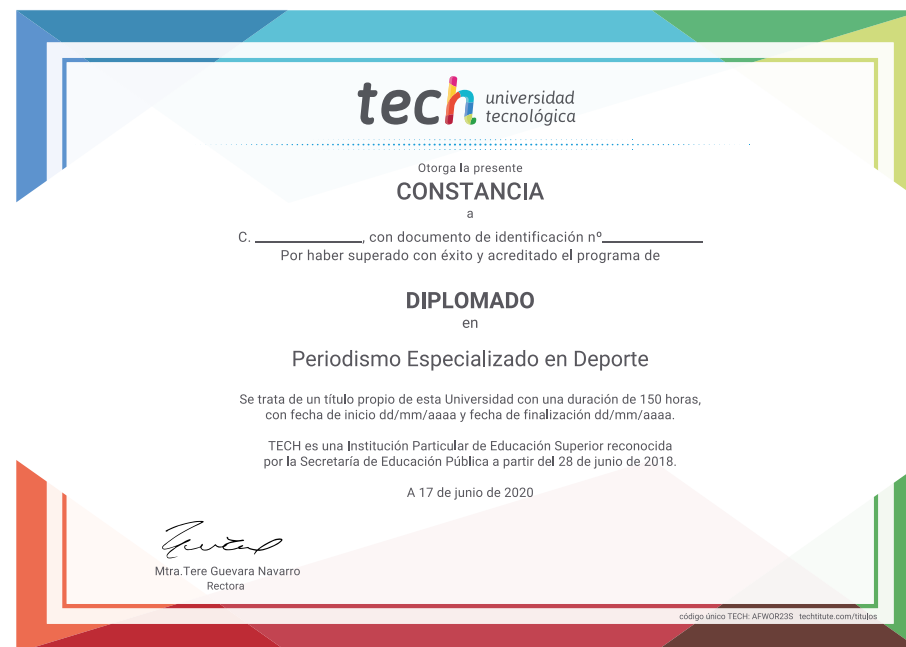 tech universidad
tecnológica
Otorga la presente
CONSTANCIA
a
C. ______________, con documento de identificación nº_____________
Por haber superado con éxito y acreditado el programa de
DIPLOMADO
en
Periodismo Especializado en Deporte
Se trata de un título propio de esta Universidad con una duración de 150 horas,
con fecha de inicio dd/mm/aaaa y fecha de finalización dd/mm/aaaa.
TECH es una Institución Particular de Educación Superior reconocida
por la Secretaría de Educación Pública a partir del 28 de junio de 2018.
A 17 de junio de 2020
Mtra.Tere Guevara Navarro
Rectora
código único TECH: AFWOR23S techtitute.com/titulos